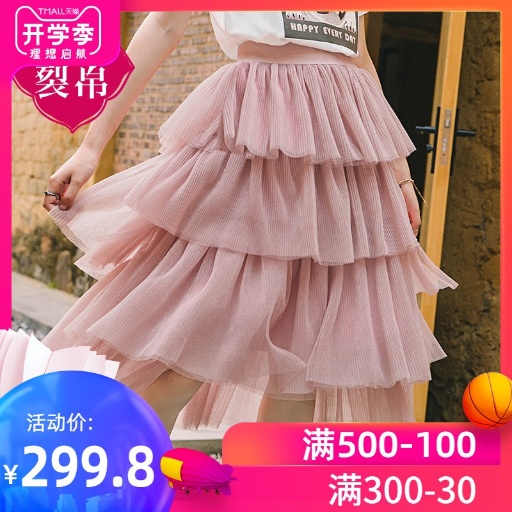 TMALL天猫
开学季
理想启航
裂帛
HAPPY EVERY DAY
活动价:
¥299.8
满500-100
满300-30